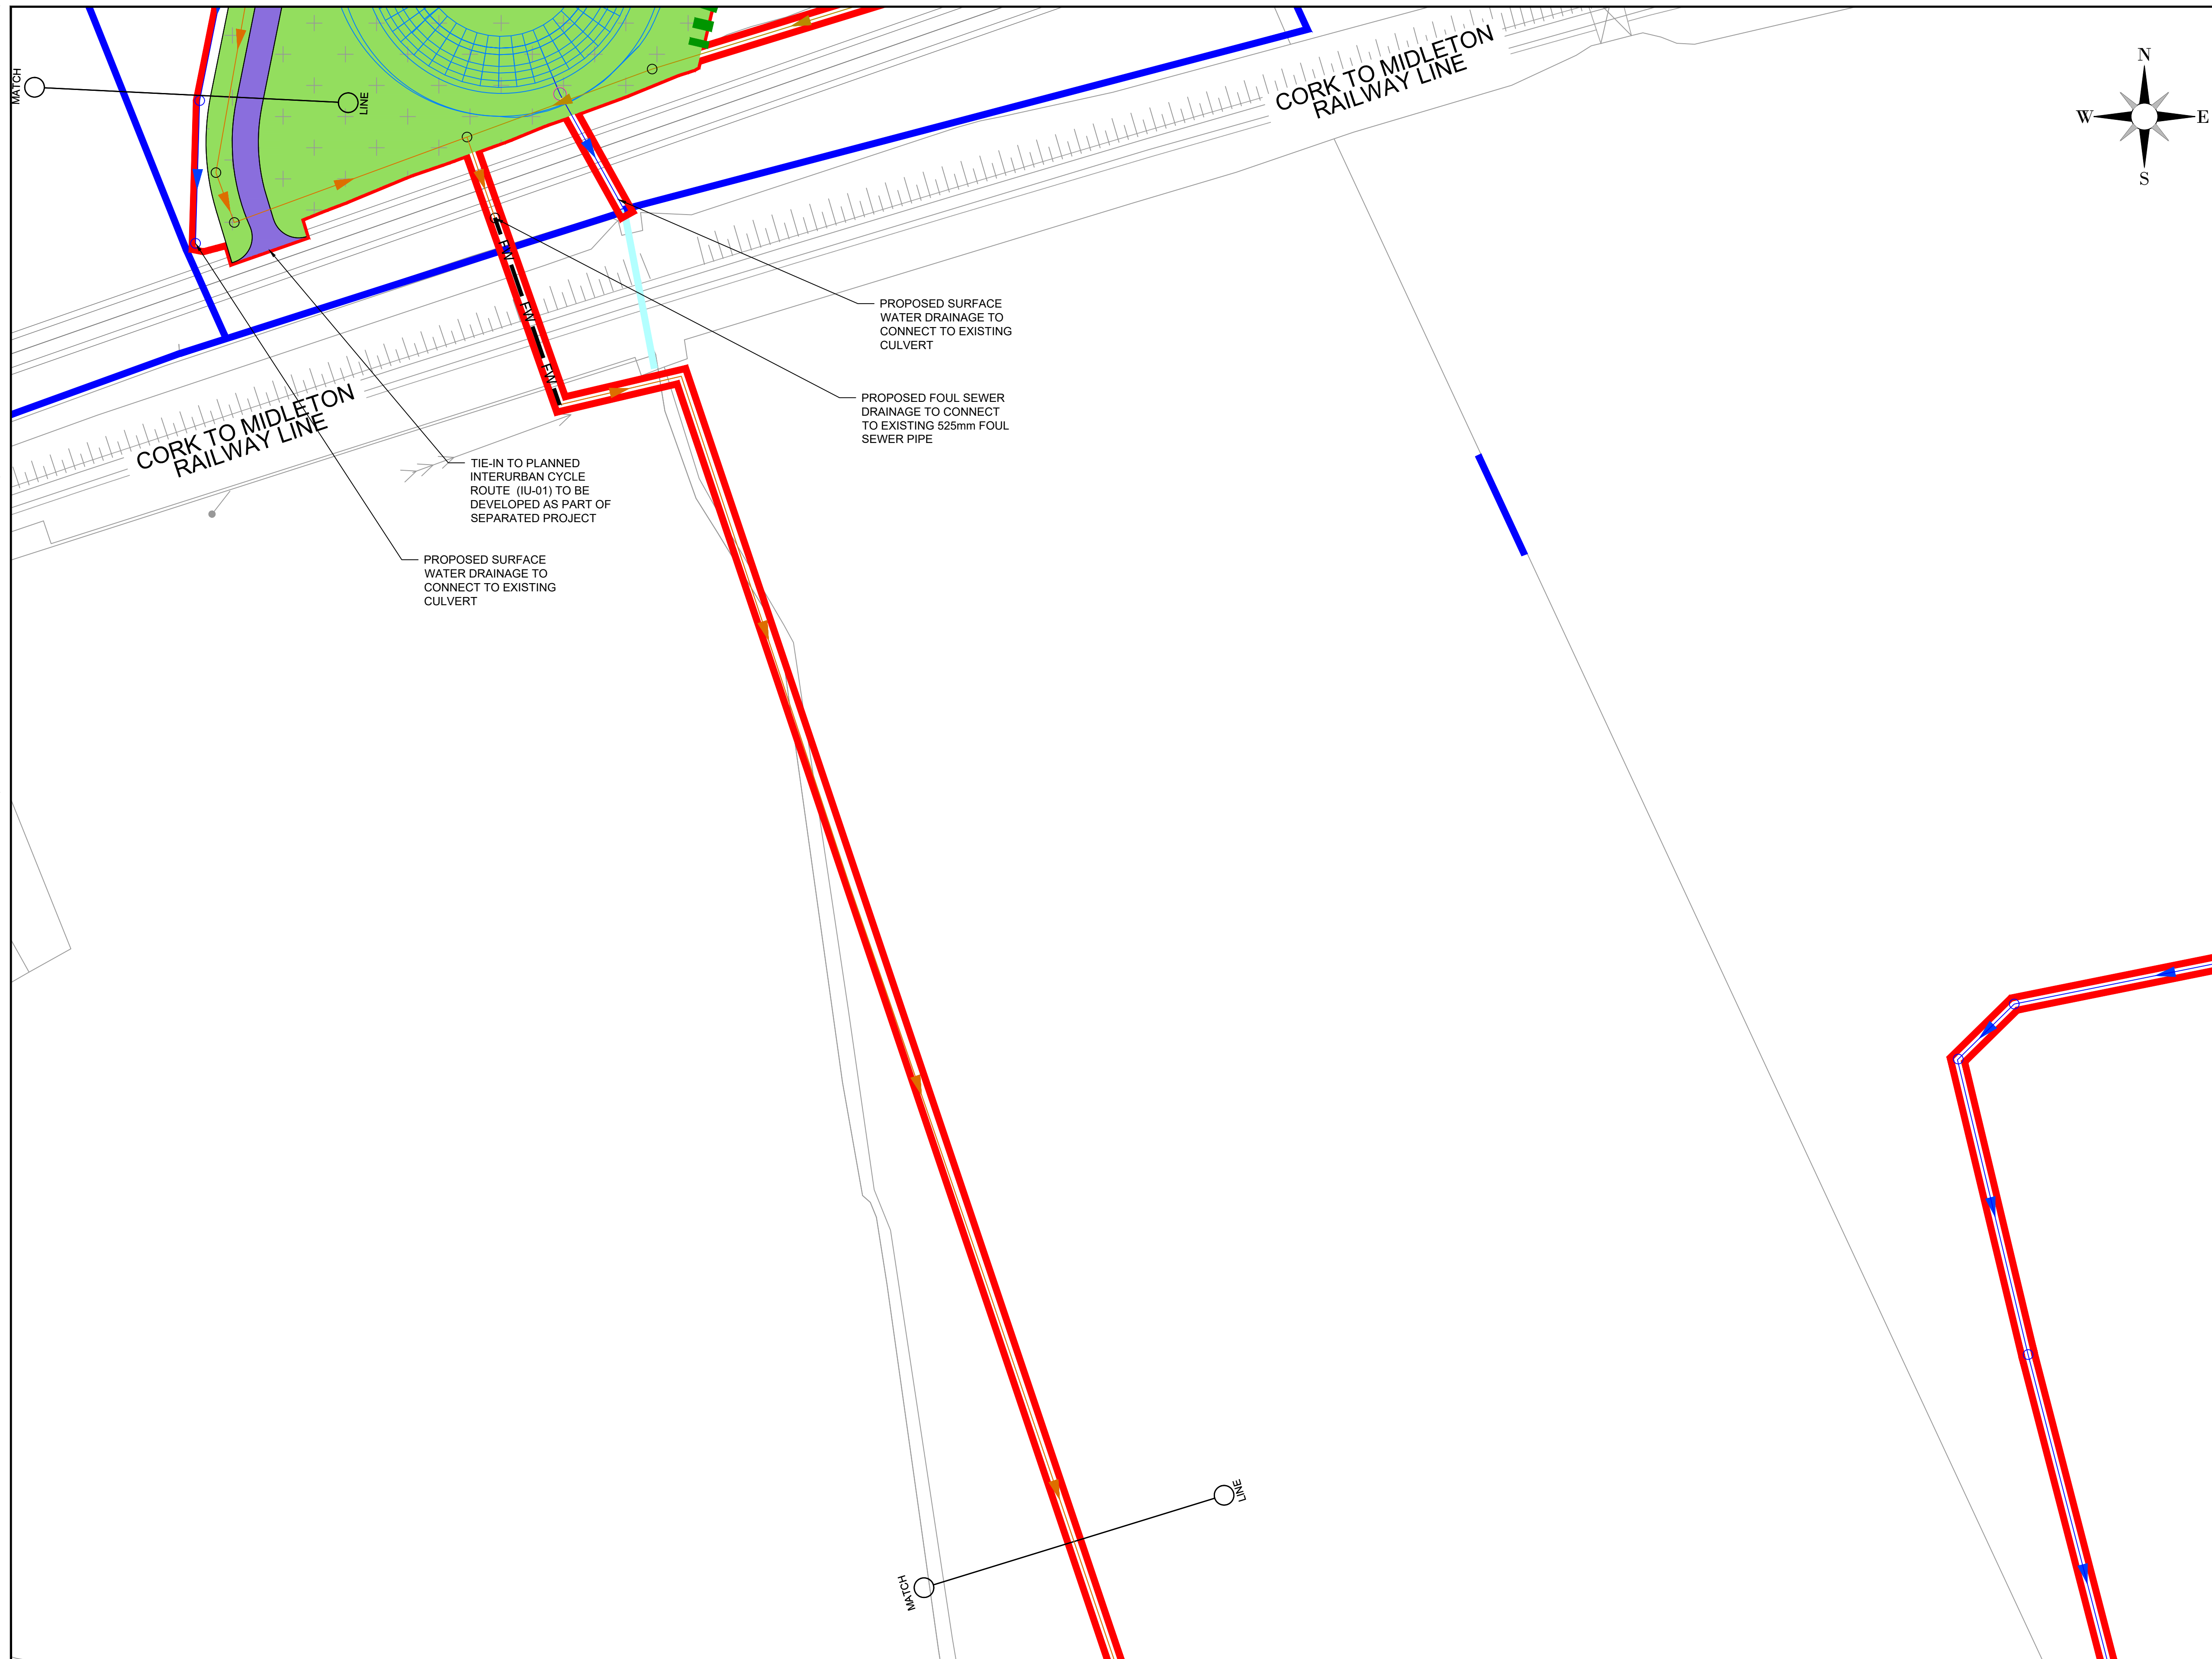 MATCH
LINE
CORK TO MIDLETON
RAILWAY LINE
N
W
E
S
FW
FW
FW
PROPOSED SURFACE
WATER DRAINAGE TO
CONNECT TO EXISTING
CULVERT
PROPOSED FOUL SEWER
DRAINAGE TO CONNECT
TO EXISTING 525mm FOUL
SEWER PIPE
CORK TO MIDLETON
RAILWAY LINE
TIE-IN TO PLANNED
INTERURBAN CYCLE
ROUTE (IU-01) TO BE
DEVELOPED AS PART OF
SEPARATED PROJECT
PROPOSED SURFACE
WATER DRAINAGE TO
CONNECT TO EXISTING
CULVERT
LINE
MATCH